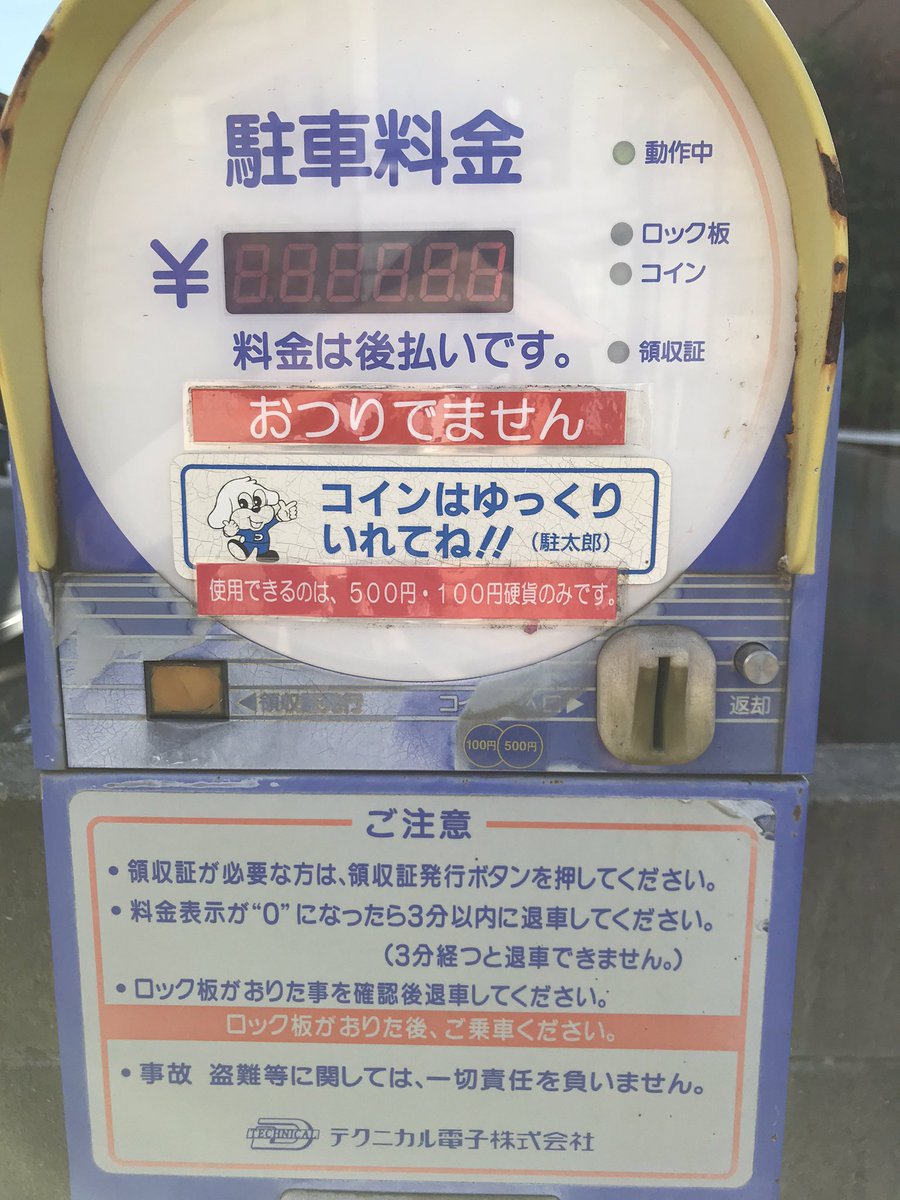 駐車料金
動作中
¥
ロック板
コイン
料金は後払いです。
領収証
おつりでません
コインはゆっくり
いれてね!!(駐太郎)
使用できるのは、500円・100円硬貨のみです。
◀領収証発行
返却
100円 500円
ご注意
・領収証が必要な方は、領収証発行ボタンを押してください。
・料金表示が“0”になったら3分以内に退車してください。
(3分経つと退車できません。)
・ロック板がおりた事を確認後退車してください。
ロック板がおりた後、ご乗車ください。
・事故 盗難等に関しては、一切責任を負いません。
TECHNICAL テクニカル電子株式会社